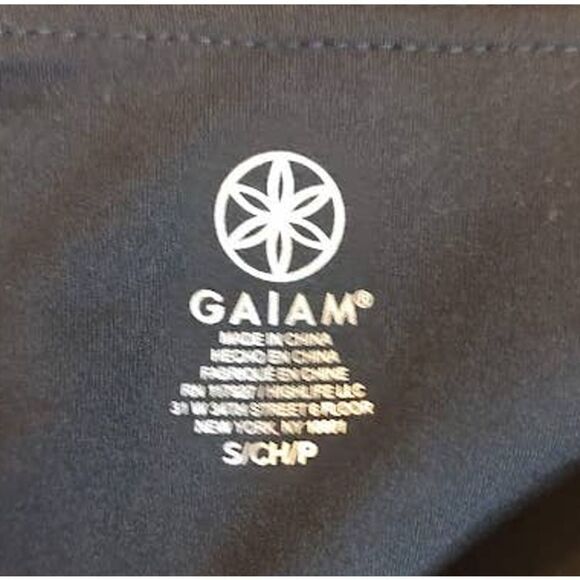 GAIAM®
MADE IN CHINA
HECHO EN CHINA
FABRIQUÉ EN CHINE
RN / HIGHLIFE LLC
31 W 34TH STREET 6 FLOOR
NEW YORK, NY 10001
S/CH/P